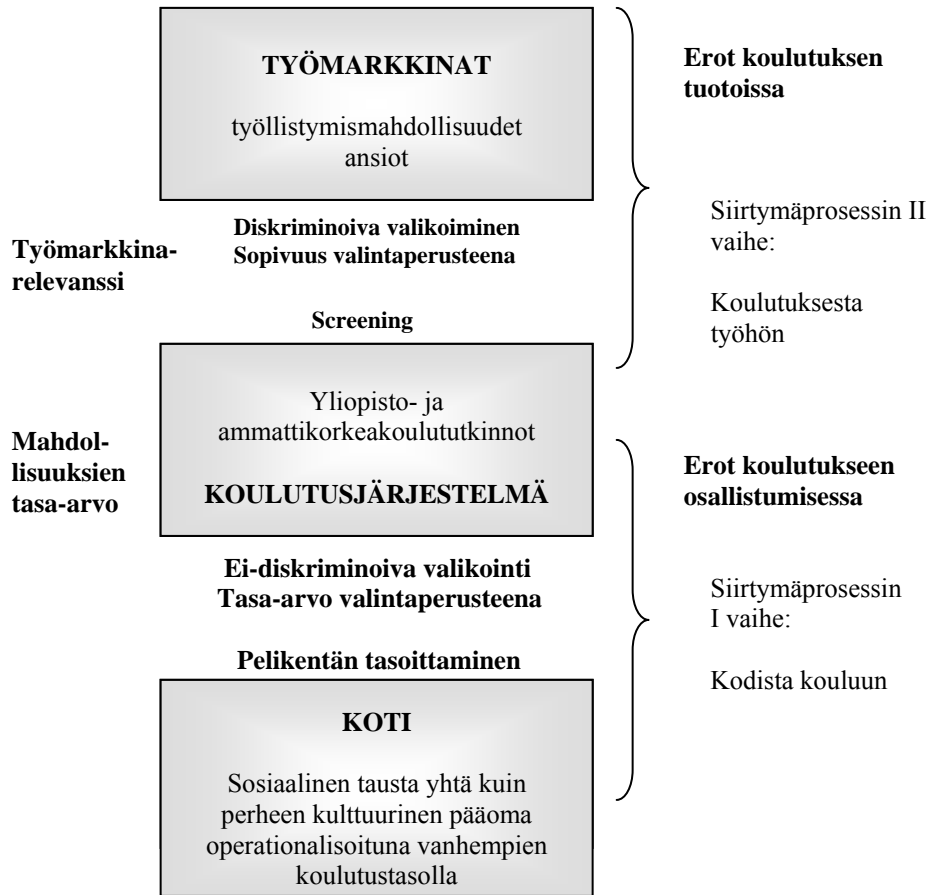 TYÖMARKKINAT
työllistymismahdollisuudet
ansiot
Erot koulutuksen
tuotoissa
Siirtymäprosessin II
vaihe:
Koulutuksesta
työhön
Diskriminoiva valikoiminen
Sopivuus valintaperusteena
Työmarkkina-
relevanssi
Screening
Yliopisto- ja
ammattikorkeakoulututkinnot
KOULUTUSJÄRJESTELMÄ
Mahdol-
lisuuksien
tasa-arvo
Erot koulutukseen
osallistumisessa
Ei-diskriminoiva valikointi
Tasa-arvo valintaperusteena
Siirtymäprosessin
I vaihe:
Kodista kouluun
Pelikentän tasoittaminen
KOTI
Sosiaalinen tausta yhtä kuin
perheen kulttuurinen pääoma
operationalisoituna vanhempien
koulutustasolla